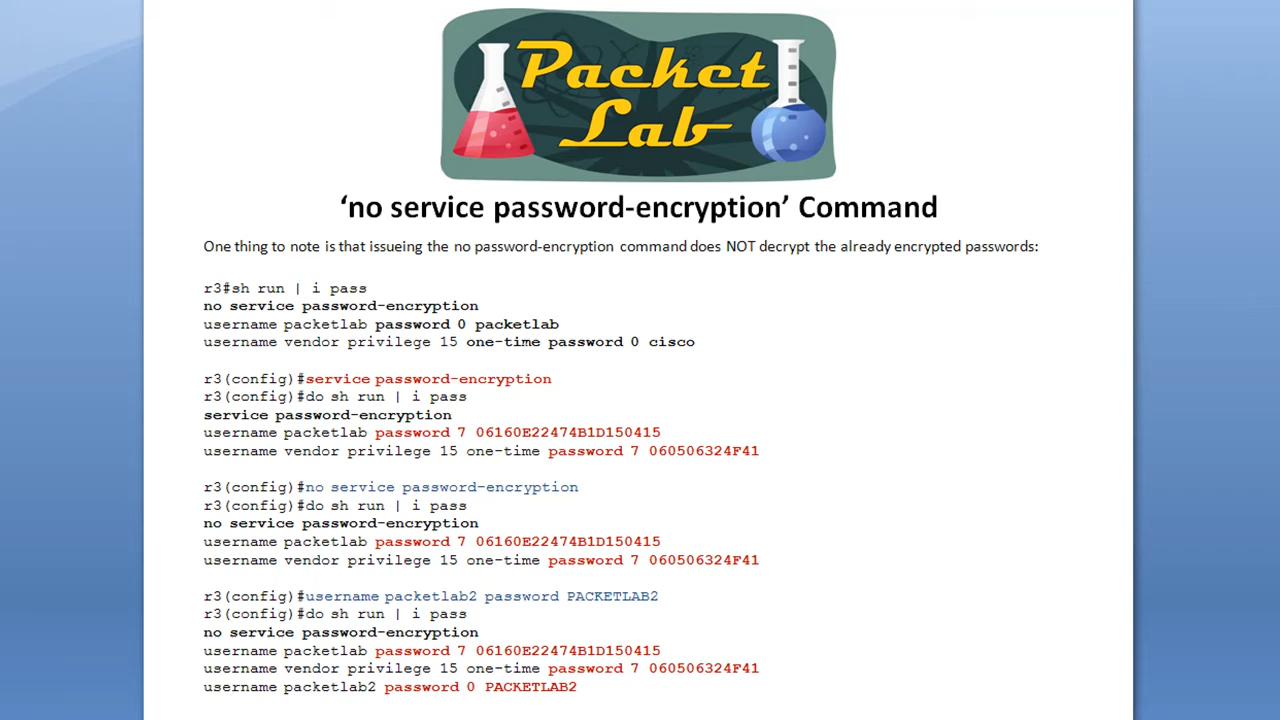 Packet
Lab
‘no service password-encryption’ Command
One thing to note is that issueing the no password-encryption command does NOT decrypt the already encrypted passwords:
r3#sh run | i pass
no service password-encryption
username packetlab password 0 packetlab
username vendor privilege 15 one-time password 0 cisco
r3(config)#service password-encryption
r3(config)#do sh run | i pass
service password-encryption
username packetlab password 7 06160E22474B1D150415
username vendor privilege 15 one-time password 7 060506324F41
r3(config)#no service password-encryption
r3(config)#do sh run | i pass
no service password-encryption
username packetlab password 7 06160E22474B1D150415
username vendor privilege 15 one-time password 7 060506324F41
r3(config)#username packetlab2 password PACKETLAB2
r3(config)#do sh run | i pass
no service password-encryption
username packetlab password 7 06160E22474B1D150415
username vendor privilege 15 one-time password 7 060506324F41
username packetlab2 password 0 PACKETLAB2